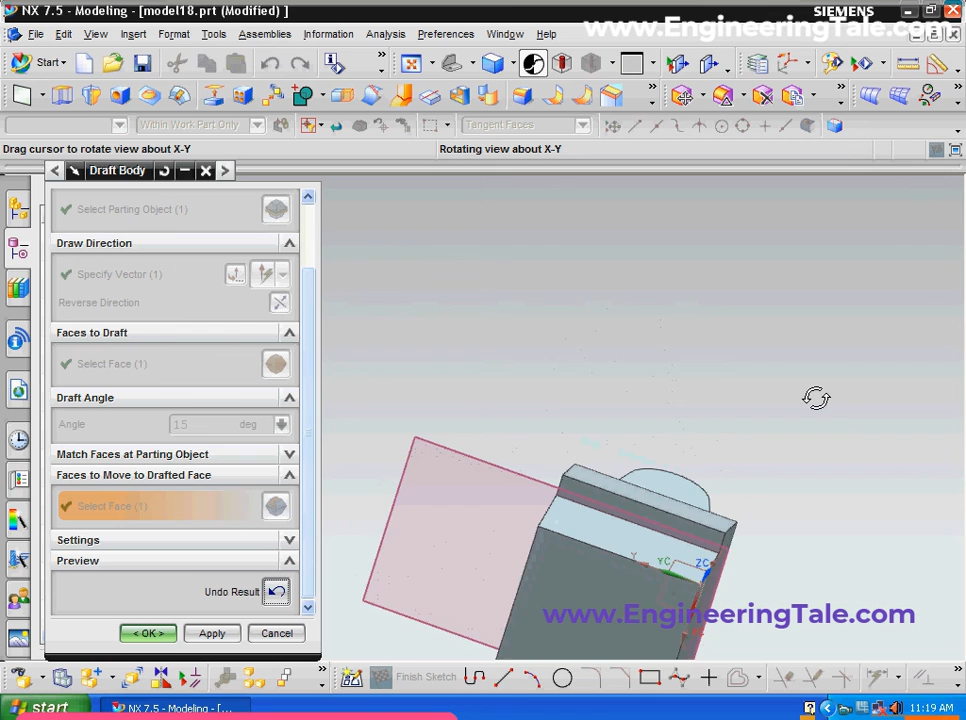 NX 7.5 - Modeling - [model18.prt (Modified) ]
SIEMENS
www.EngineeringTale.com
File Edit View Insert Format Tools Assemblies Information Analysis Preferences Window Help
Start
Within Work Part Only
Tangent Faces
Drag cursor to rotate view about X-Y
Rotating view about X-Y
Draft Body
Select Parting Object (1)
Draw Direction
Specify Vector (1)
Reverse Direction
Faces to Draft
Select Face (1)
Draft Angle
Angle 15 deg
Match Faces at Parting Object
Faces to Move to Drafted Face
Select Face (1)
Settings
Preview
Undo Result
< OK > Apply Cancel
Y YC ZC
www.EngineeringTale.com
Finish Sketch
start
NX 7.5 - Modeling - [...
11:19 AM